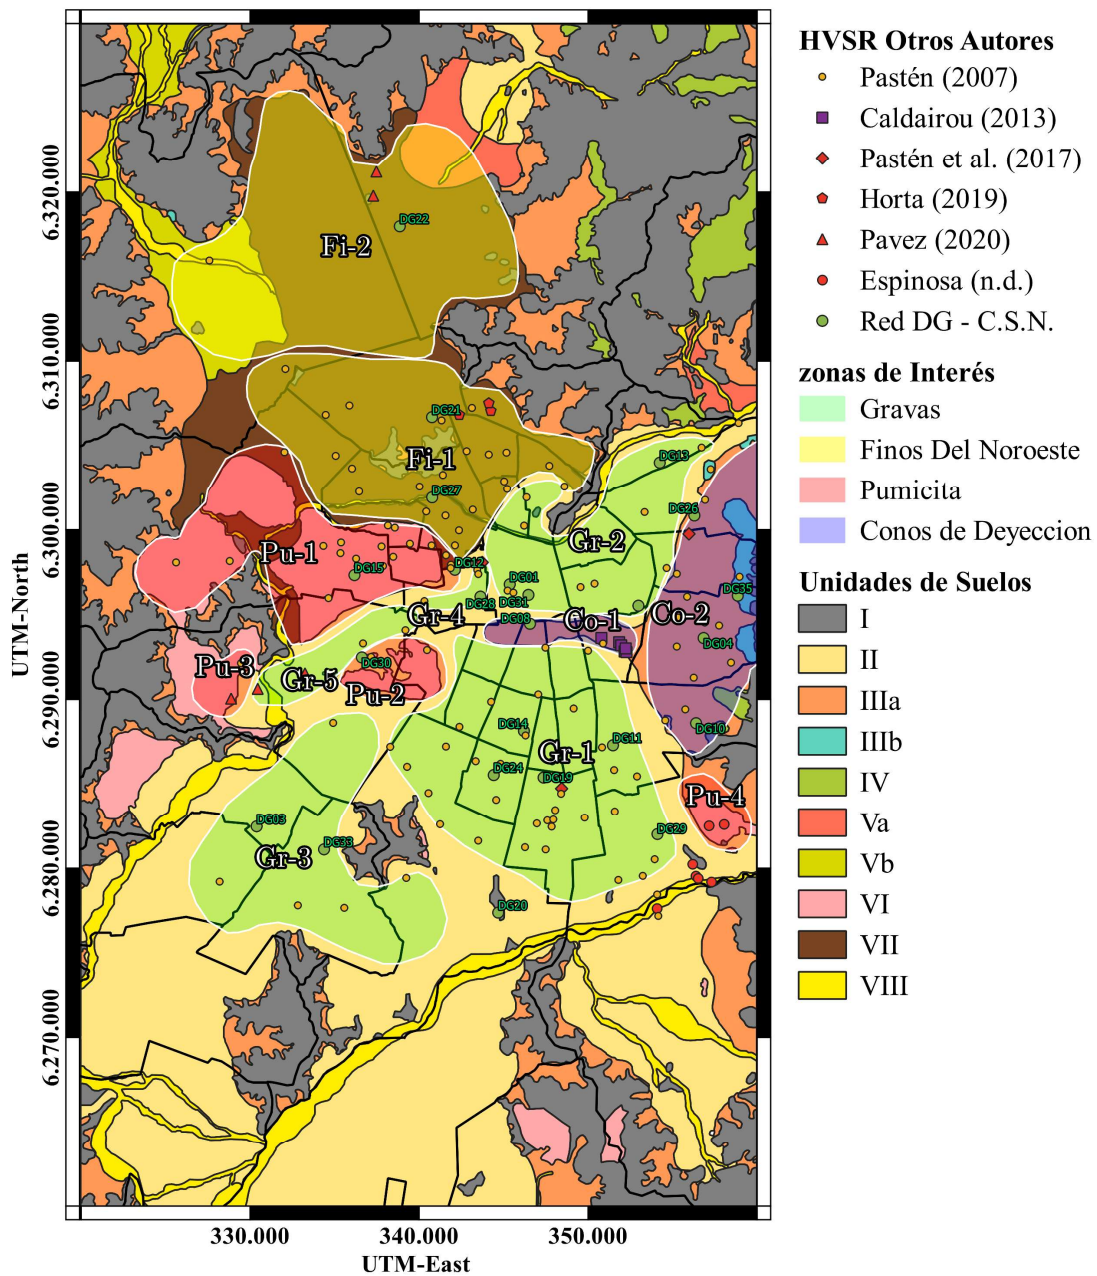 HVSR Otros Autores
Pastén (2007)
Caldairou (2013)
Pastén et al. (2017)
Horta (2019)
Pavez (2020)
Espinosa (n.d.)
Red DG - C.S.N.
zonas de Interés
Gravas
Finos Del Noroeste
Pumicita
Conos de Deyeccion
Unidades de Suelos
I
II
IIIa
IIIb
IV
Va
Vb
VI
VII
VIII
6.320.000
6.310.000
6.300.000
6.290.000
6.280.000
6.270.000
UTM-North
330.000
340.000
350.000
UTM-East
DG22
Fi-2
DG21
Fi-1
DG13
DG27
DG26
Gr-2
Pu-1
DG12
DG15
DG01
DG35
DG28
DG31
Gr-4
DG08
Co-1
Co-2
DG04
DG30
Pu-3
Gr-5
Pu-2
DG14
DG10
DG11
Gr-1
DG24
DG19
Pu-4
DG03
DG29
DG33
Gr-3
DG20